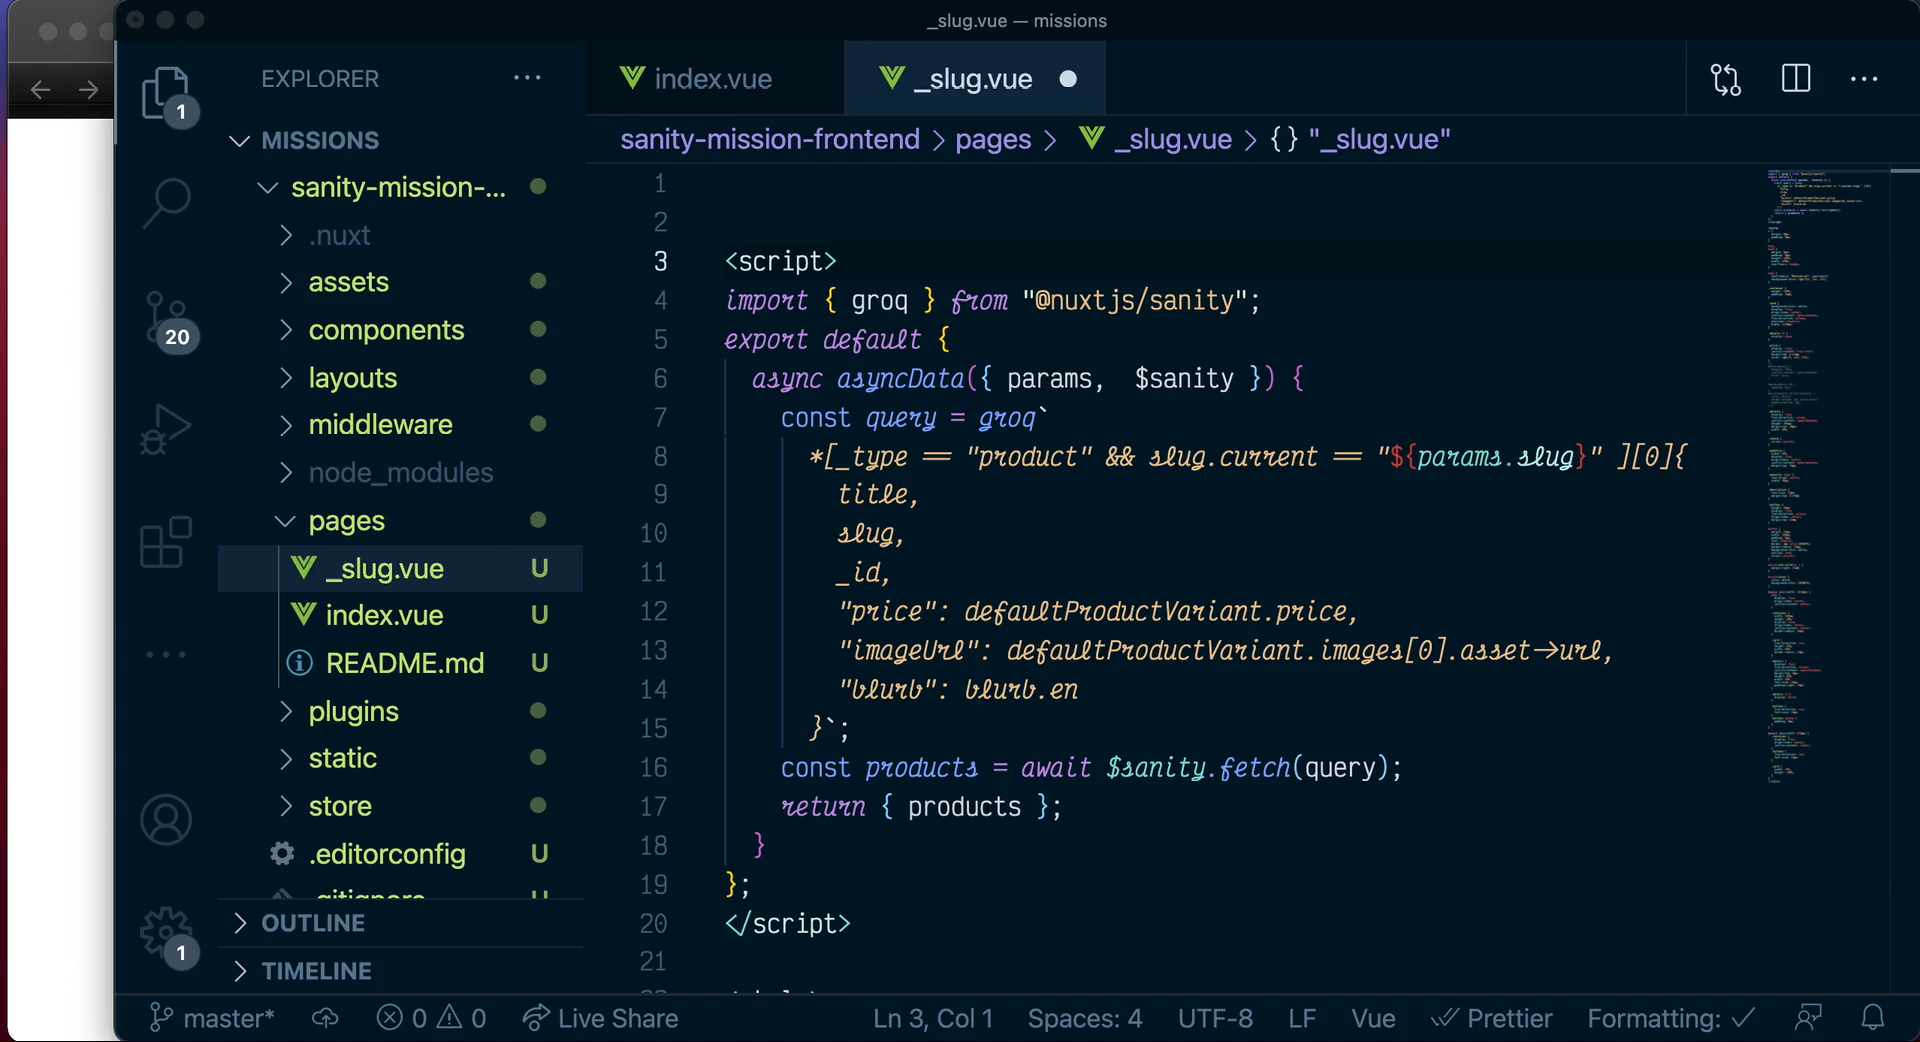 _slug.vue — missions
EXPLORER
MISSIONS
sanity-mission-...
.nuxt
assets
components
layouts
middleware
node_modules
pages
_slug.vue U
index.vue U
README.md U
plugins
static
store
.editorconfig U
.gitignore U
OUTLINE
TIMELINE
1
20
1
index.vue
_slug.vue
sanity-mission-frontend > pages > _slug.vue > {} "_slug.vue"
1
2
3 <script>
4 import { groq } from "@nuxtjs/sanity";
5 export default {
6 async asyncData({ params,  $sanity }) {
7 const query = groq`
8 *[_type == "product" && slug.current == "${params.slug}" ][0]{
9 title,
10 slug,
11 _id,
12 "price": defaultProductVariant.price,
13 "imageUrl": defaultProductVariant.images[0].asset->url,
14 "blurb": blurb.en
15 }`;
16 const products = await $sanity.fetch(query);
17 return { products };
18 }
19 };
20 </script>
21
master* 0 0 Live Share Ln 3, Col 1 Spaces: 4 UTF-8 LF Vue Prettier Formatting: ✓